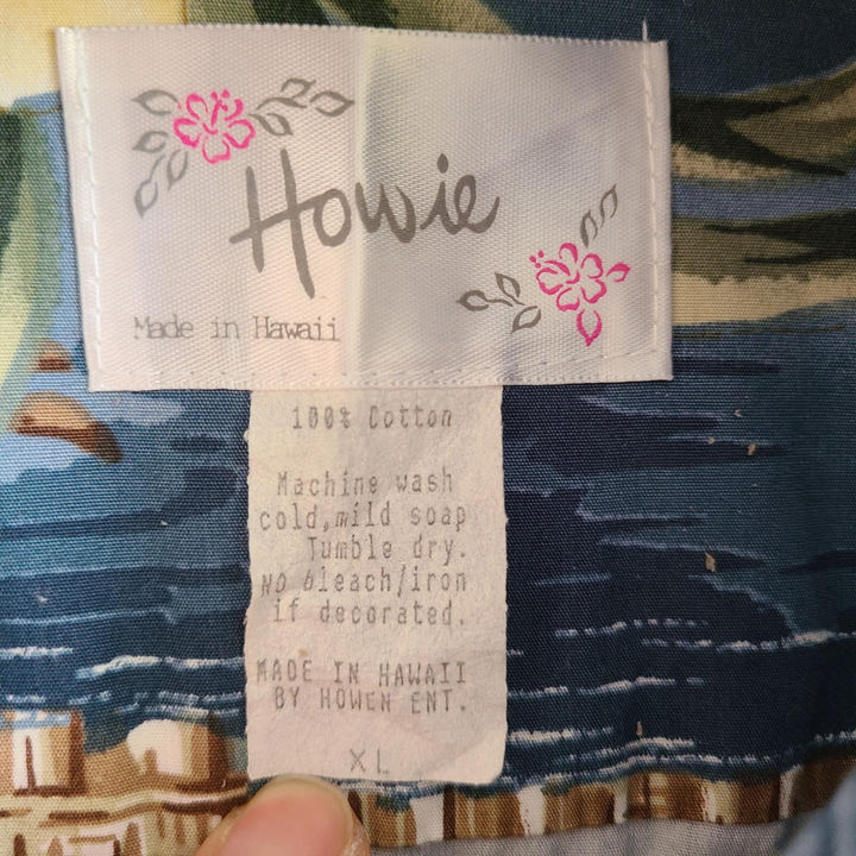 Howie
Made in Hawaii
100% Cotton
Machine wash
cold,mild soap
Tumble dry.
NO bleach/iron
if decorated.
MADE IN HAWAII
BY HOWEN ENT.
XL